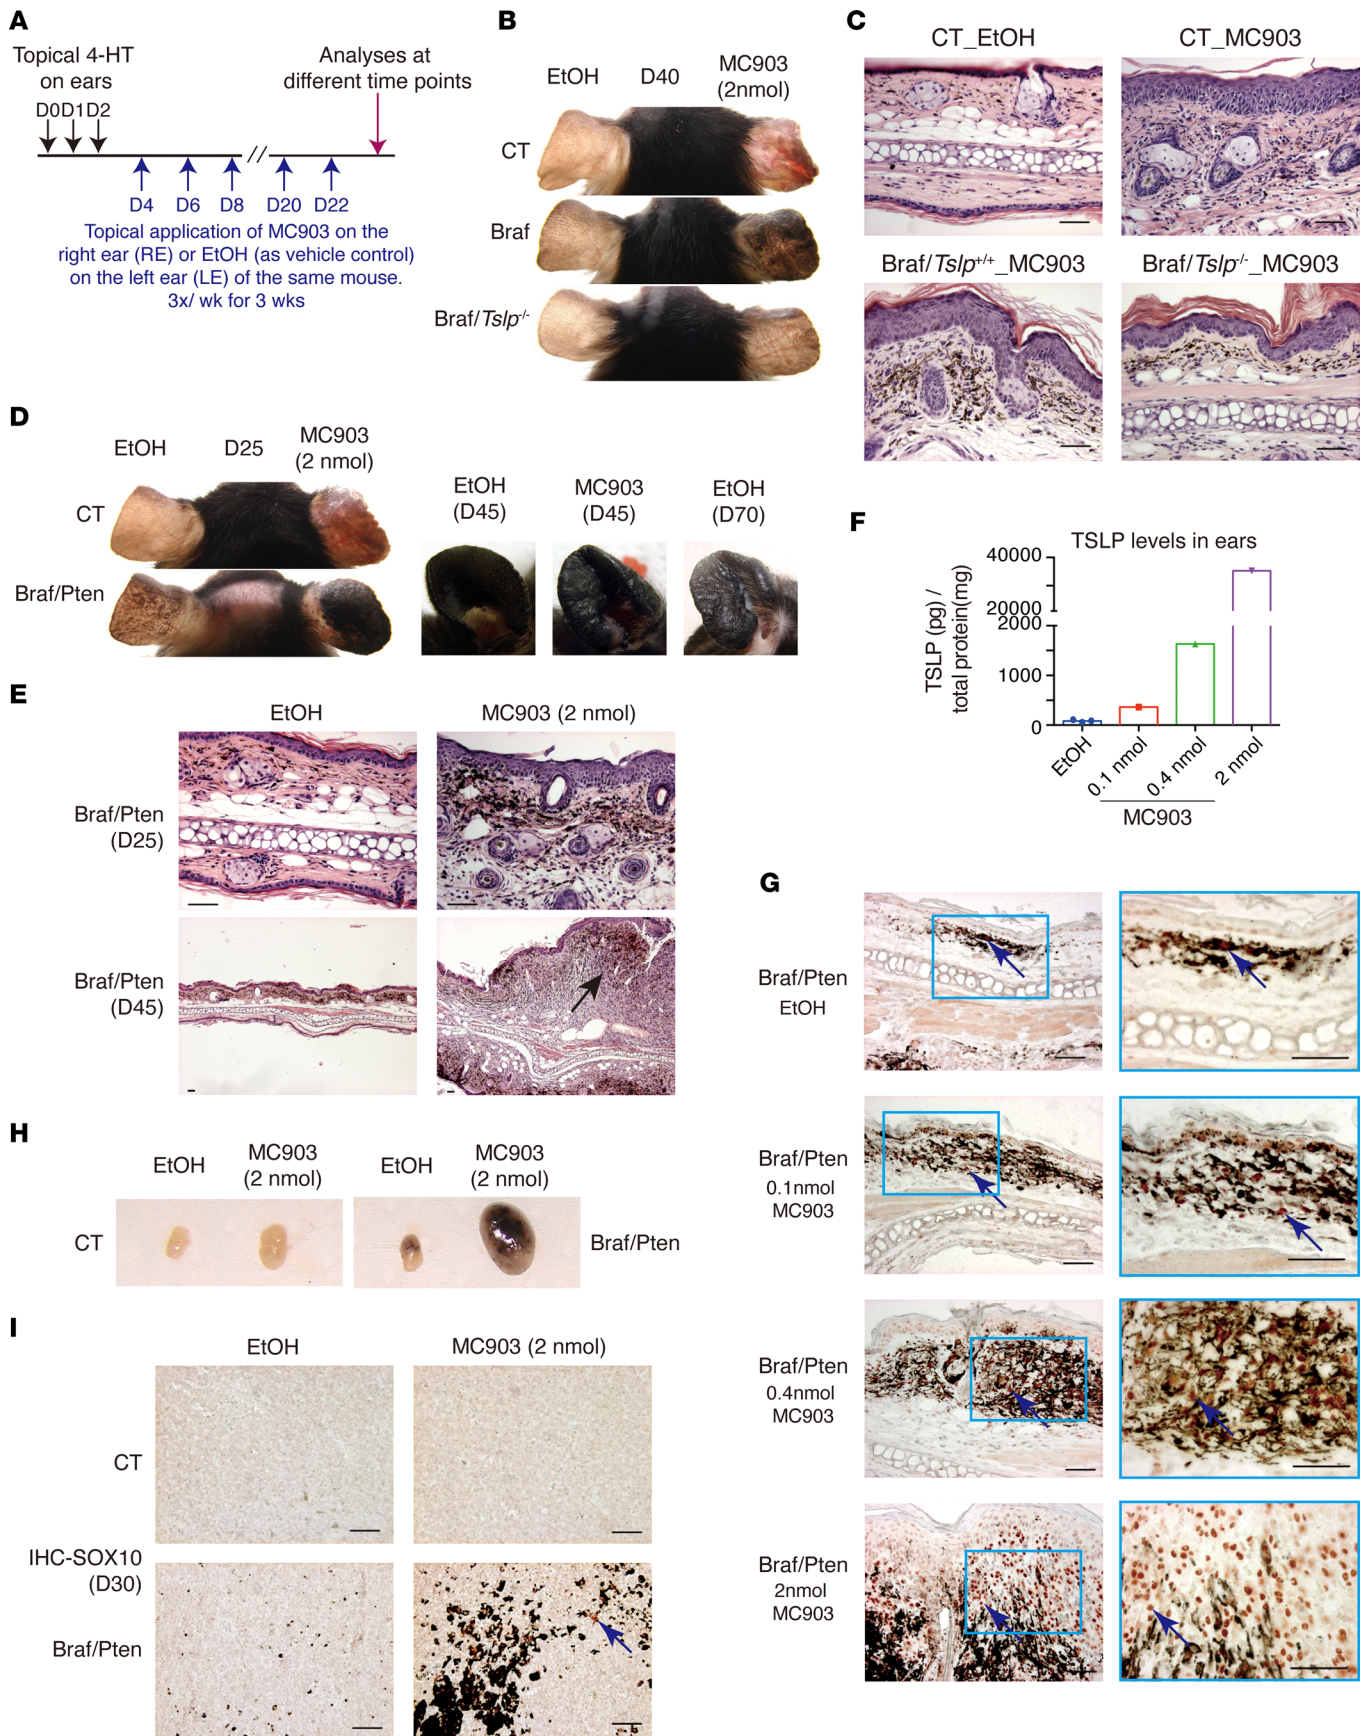 A
Topical 4-HT
on ears
D0 D1 D2
Analyses at
different time points
D4 D6 D8 D20 D22
Topical application of MC903 on the
right ear (RE) or EtOH (as vehicle control)
on the left ear (LE) of the same mouse.
3x/ wk for 3 wks
B
EtOH D40 MC903
(2nmol)
CT
Braf
Braf/Tslp-/-
C
CT_EtOH CT_MC903
Braf/Tslp+/+_MC903 Braf/Tslp-/-_MC903
D
EtOH D25 MC903
(2 nmol)
CT
Braf/Pten
EtOH
(D45)
MC903
(D45)
EtOH
(D70)
E
EtOH MC903 (2 nmol)
Braf/Pten
(D25)
Braf/Pten
(D45)
F
TSLP levels in ears
TSLP (pg) /
total protein(mg)
40000
20000
2000
1000
0
EtOH
0.1 nmol
0.4 nmol
2 nmol
MC903
G
Braf/Pten
EtOH
Braf/Pten
0.1nmol
MC903
Braf/Pten
0.4nmol
MC903
Braf/Pten
2nmol
MC903
H
EtOH MC903
(2 nmol)
EtOH MC903
(2 nmol)
CT
Braf/Pten
I
EtOH MC903 (2 nmol)
CT
IHC-SOX10
(D30)
Braf/Pten